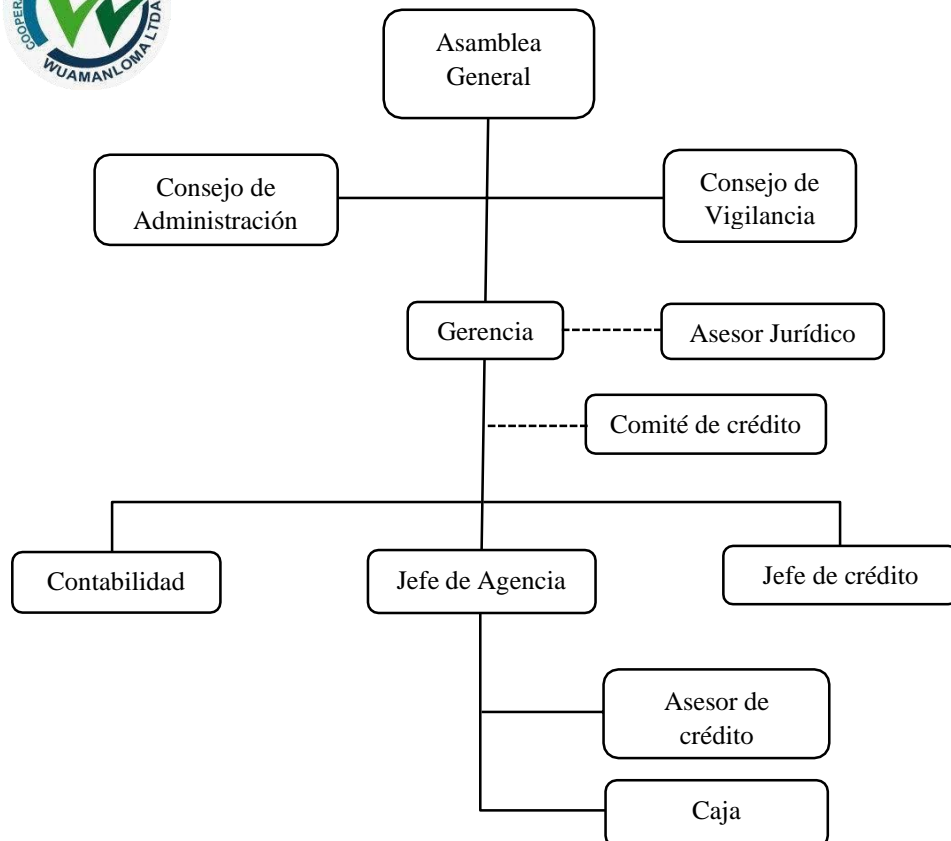 COOPERA
WUAMANLOMA LTDA
Asamblea
General
Consejo de
Administración
Consejo de
Vigilancia
Gerencia
Asesor Jurídico
Comité de crédito
Contabilidad
Jefe de Agencia
Jefe de crédito
Asesor de
crédito
Caja